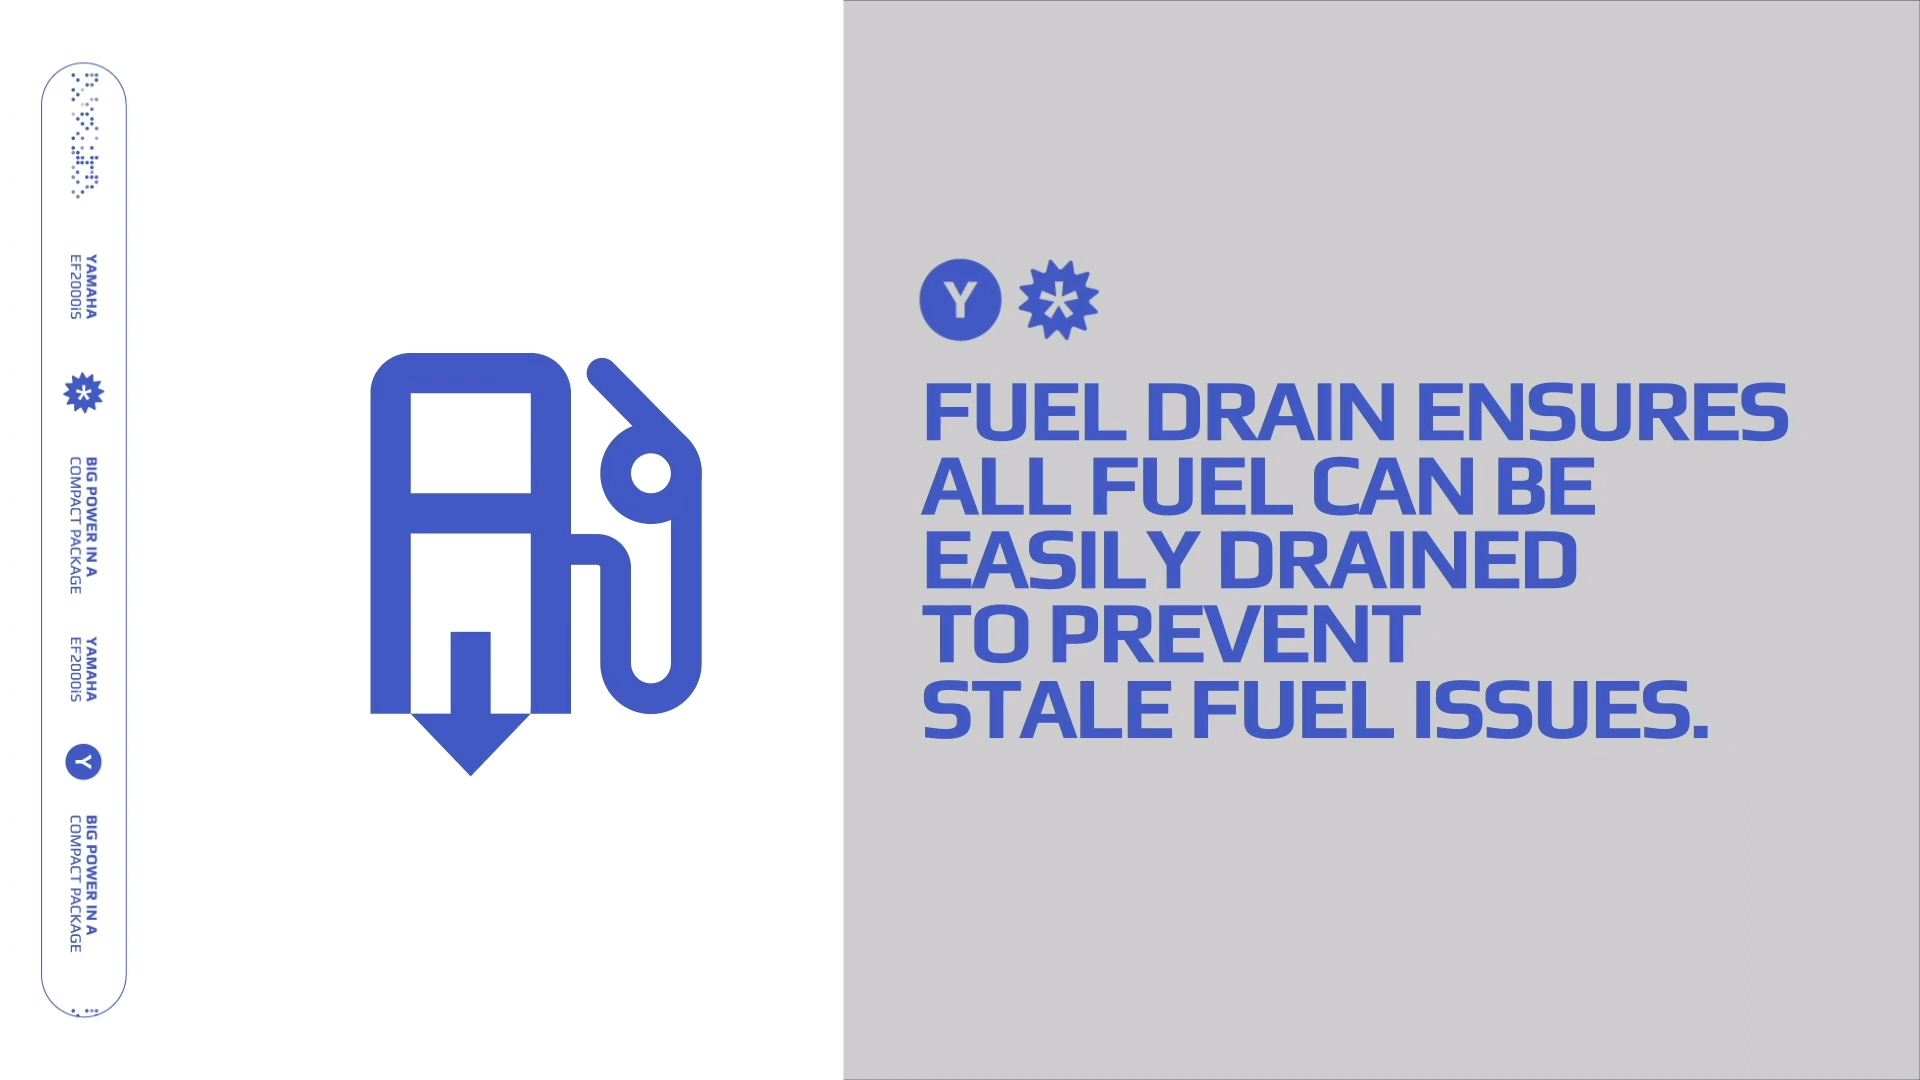 YAMAHA
EF2000iS
*
BIG POWER IN A
COMPACT PACKAGE
YAMAHA
EF2000iS
Y
BIG POWER IN A
COMPACT PACKAGE
Y *
FUEL DRAIN ENSURES
ALL FUEL CAN BE
EASILY DRAINED
TO PREVENT
STALE FUEL ISSUES.